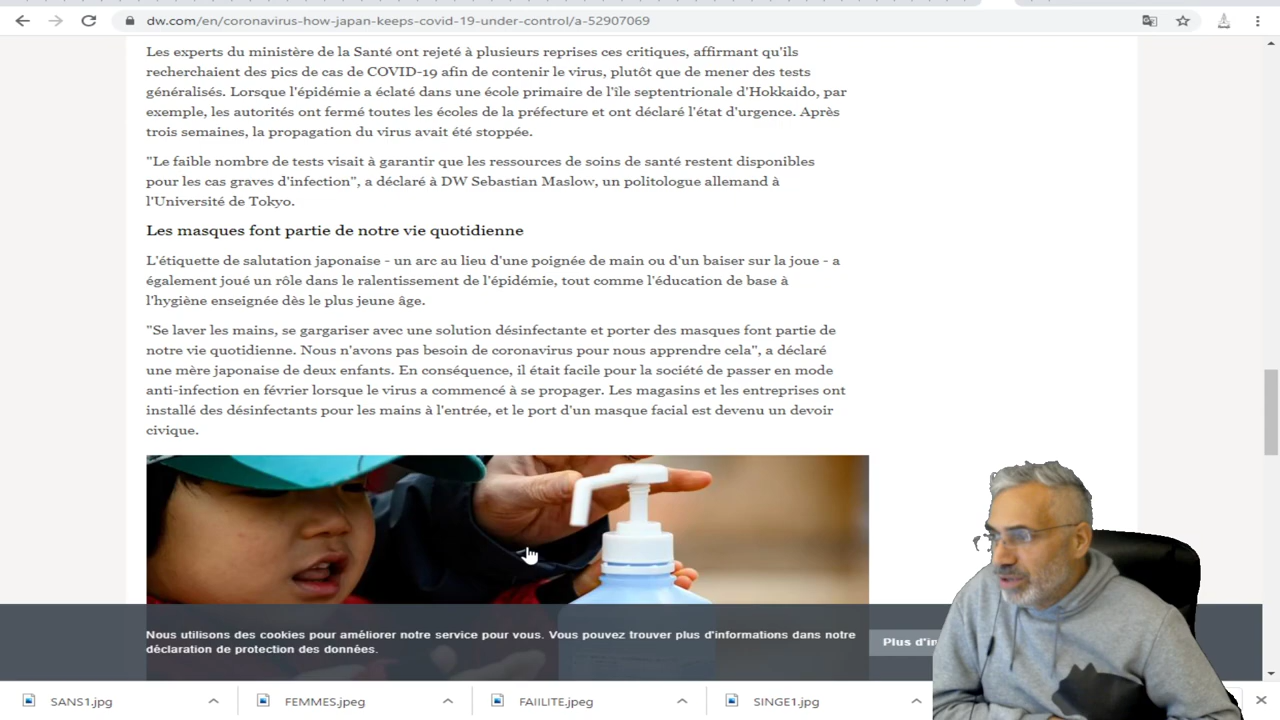 dw.com/en/coronavirus-how-japan-keeps-covid-19-under-control/a-52907069
Les experts du ministère de la Santé ont rejeté à plusieurs reprises ces critiques, affirmant qu'ils
recherchaient des pics de cas de COVID-19 afin de contenir le virus, plutôt que de mener des tests
généralisés. Lorsque l'épidémie a éclaté dans une école primaire de l'île septentrionale d'Hokkaido, par
exemple, les autorités ont fermé toutes les écoles de la préfecture et ont déclaré l'état d'urgence. Après
trois semaines, la propagation du virus avait été stoppée.
"Le faible nombre de tests visait à garantir que les ressources de soins de santé restent disponibles
pour les cas graves d'infection", a déclaré à DW Sebastian Maslow, un politologue allemand à
l'Université de Tokyo.
Les masques font partie de notre vie quotidienne
L'étiquette de salutation japonaise - un arc au lieu d'une poignée de main ou d'un baiser sur la joue - a
également joué un rôle dans le ralentissement de l'épidémie, tout comme l'éducation de base à
l'hygiène enseignée dès le plus jeune âge.
"Se laver les mains, se gargariser avec une solution désinfectante et porter des masques font partie de
notre vie quotidienne. Nous n'avons pas besoin de coronavirus pour nous apprendre cela", a déclaré
une mère japonaise de deux enfants. En conséquence, il était facile pour la société de passer en mode
anti-infection en février lorsque le virus a commencé à se propager. Les magasins et les entreprises ont
installé des désinfectants pour les mains à l'entrée, et le port d'un masque facial est devenu un devoir
civique.
Nous utilisons des cookies pour améliorer notre service pour vous. Vous pouvez trouver plus d'informations dans notre
déclaration de protection des données.
Plus d'in
SANS1.jpg
FEMMES.jpeg
FAIILITE.jpeg
SINGE1.jpg